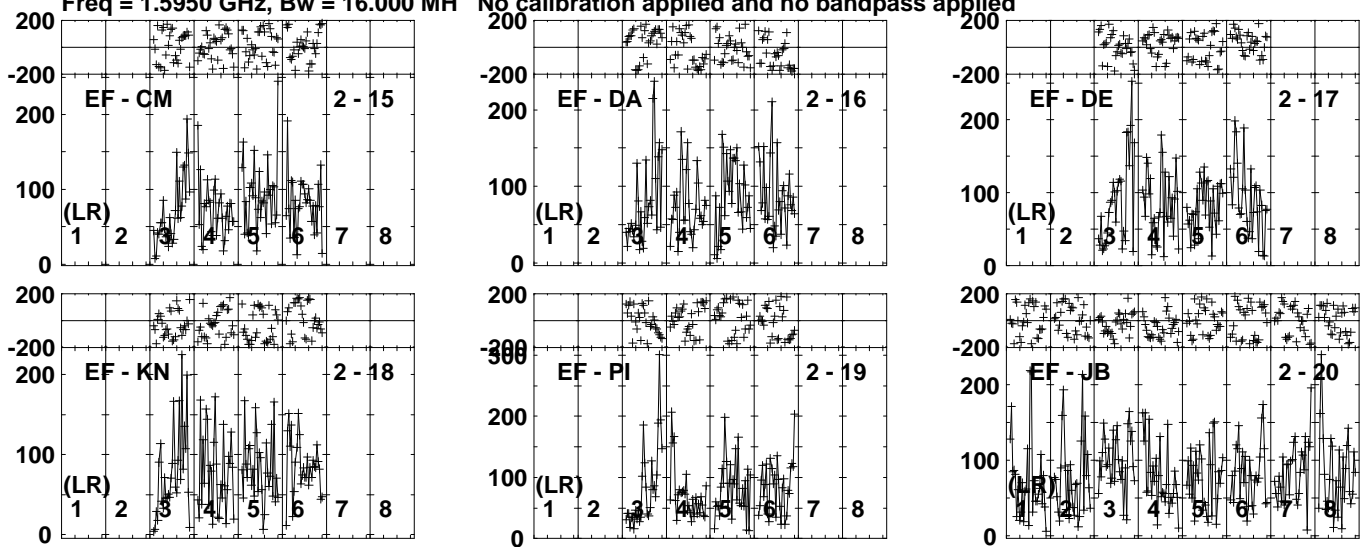 Freq = 1.5950 GHz, Bw = 16.000 MH No calibration applied and no bandpass applied
200
-200
EF - CM 2 - 15
200
100
(LR)
1 2 3 4 5 6 7 8
0
200
-200
EF - DA 2 - 16
200
100
(LR)
1 2 3 4 5 6 7 8
0
200
-200
EF - DE 2 - 17
200
100
(LR)
1 2 3 4 5 6 7 8
0
200
-200
EF - KN 2 - 18
200
100
(LR)
1 2 3 4 5 6 7 8
0
200
-200
300
EF - PI 2 - 19
200
100
(LR)
1 2 3 4 5 6 7 8
0
200
-200
EF - JB 2 - 20
200
100
(LR)
1 2 3 4 5 6 7 8
0